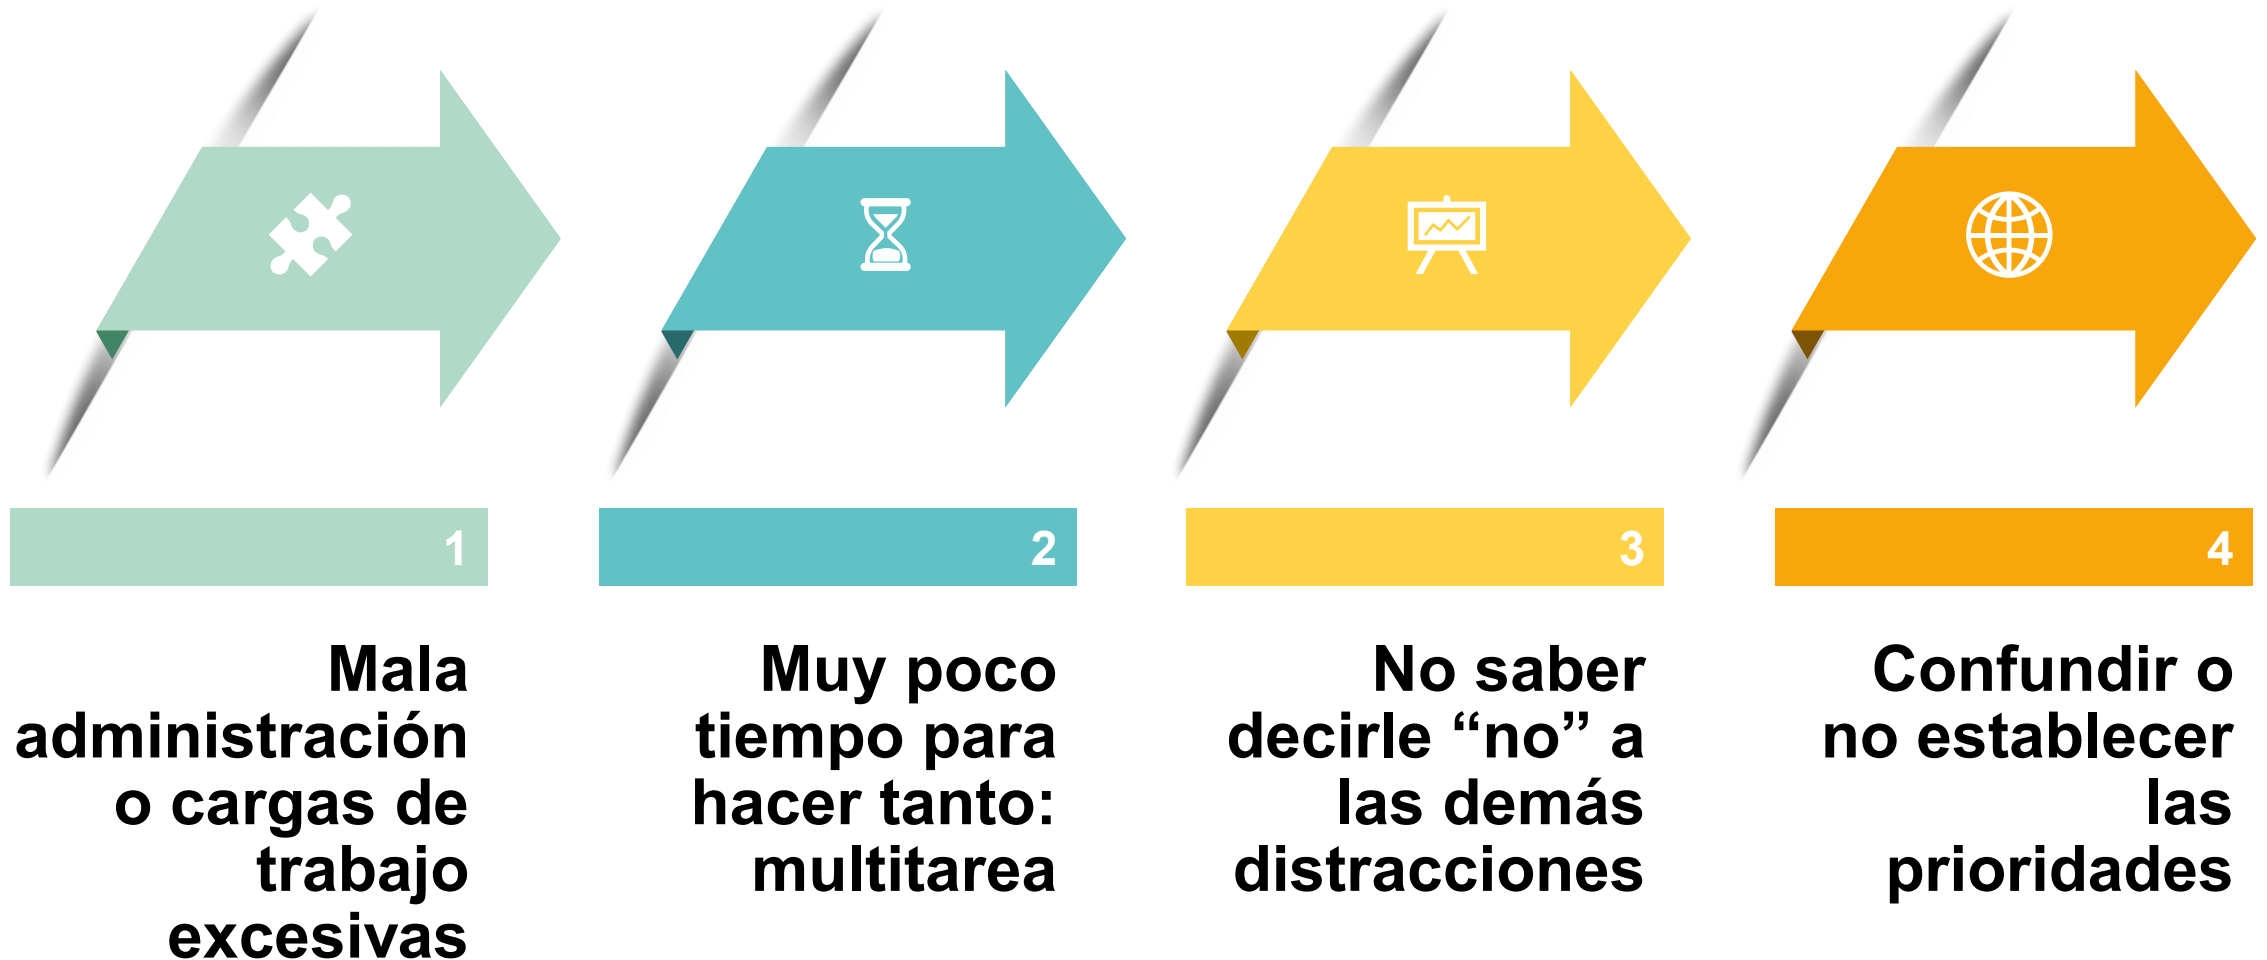 1
Mala
administración
o cargas de
trabajo
excesivas
2
Muy poco
tiempo para
hacer tanto:
multitarea
3
No saber
decirle “no” a
las demás
distracciones
4
Confundir o
no establecer
las
prioridades